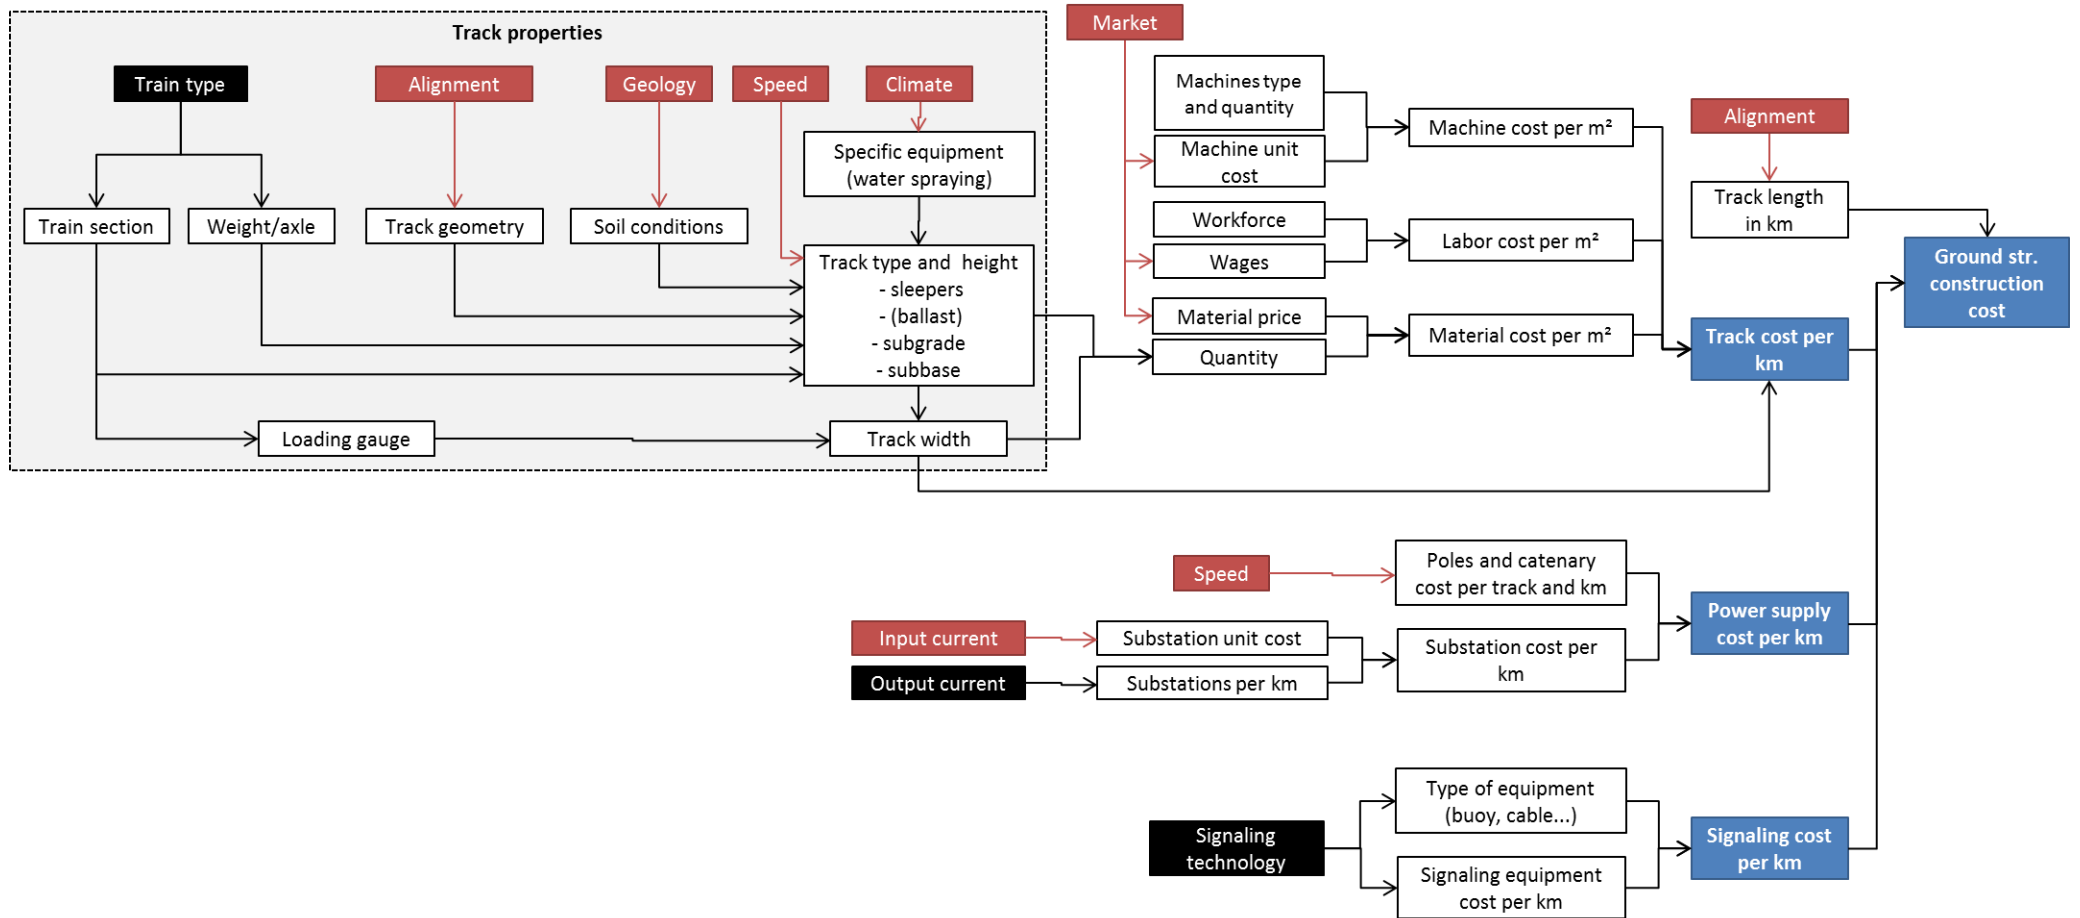 Track properties
Train type
Alignment
Geology
Speed
Climate
Specific equipment
(water spraying)
Train section
Weight/axle
Track geometry
Soil conditions
Track type and height
- sleepers
- (ballast)
- subgrade
- subbase
Loading gauge
Track width
Market
Machines type
and quantity
Machine unit
cost
Machine cost per m²
Workforce
Wages
Labor cost per m²
Material price
Quantity
Material cost per m²
Alignment
Track length
in km
Ground str.
construction
cost
Track cost per
km
Speed
Poles and catenary
cost per track and km
Input current
Substation unit cost
Output current
Substations per km
Substation cost per
km
Power supply
cost per km
Signaling
technology
Type of equipment
(buoy, cable...)
Signaling equipment
cost per km
Signaling cost
per km